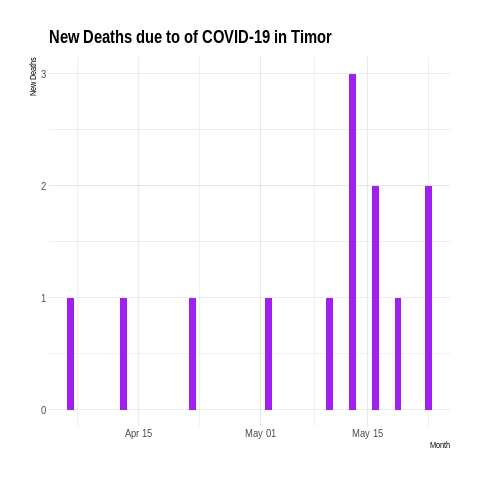 New Deaths due to of COVID-19 in Timor
New Deaths
3
2
1
0
Apr 15
May 01
May 15
Month